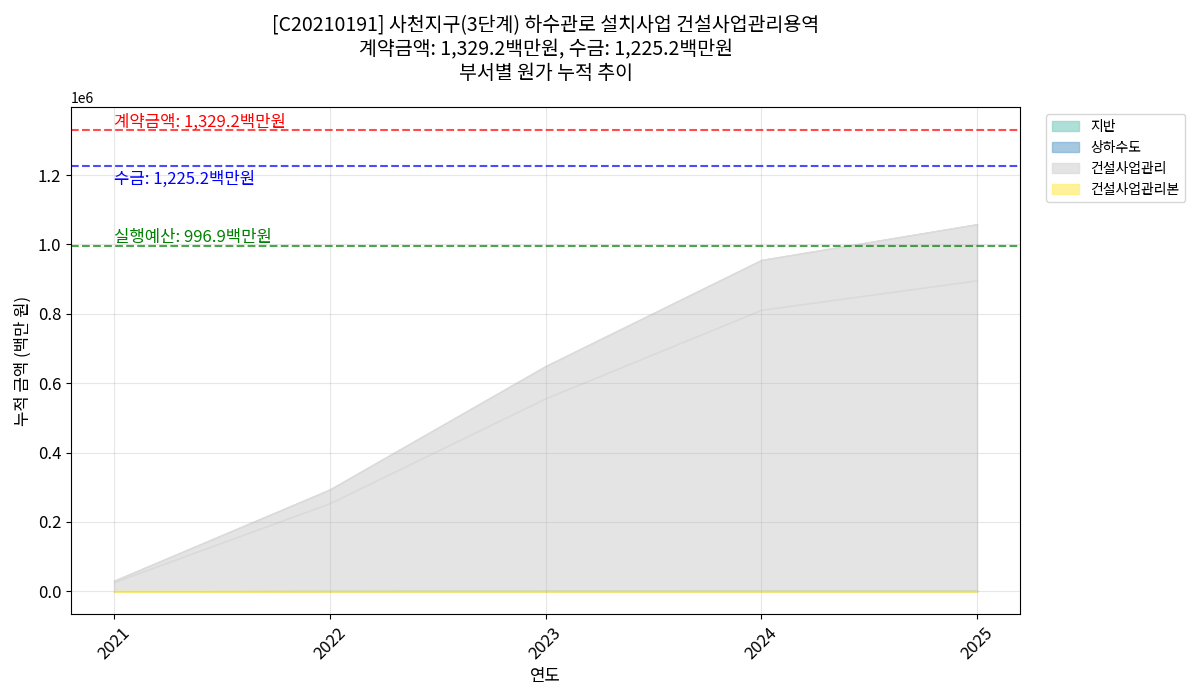 [C20210191] 사천지구(3단계) 하수관로 설치사업 건설사업관리용역
계약금액: 1,329.2백만원, 수금: 1,225.2백만원
부서별 원가 누적 추이
1e6
계약금액: 1,329.2백만원
수금: 1,225.2백만원
실행예산: 996.9백만원
1.2
1.0
0.8
0.6
0.4
0.2
0.0
누적 금액 (백만 원)
2021
2022
2023
2024
2025
연도
지반
상하수도
건설사업관리
건설사업관리본